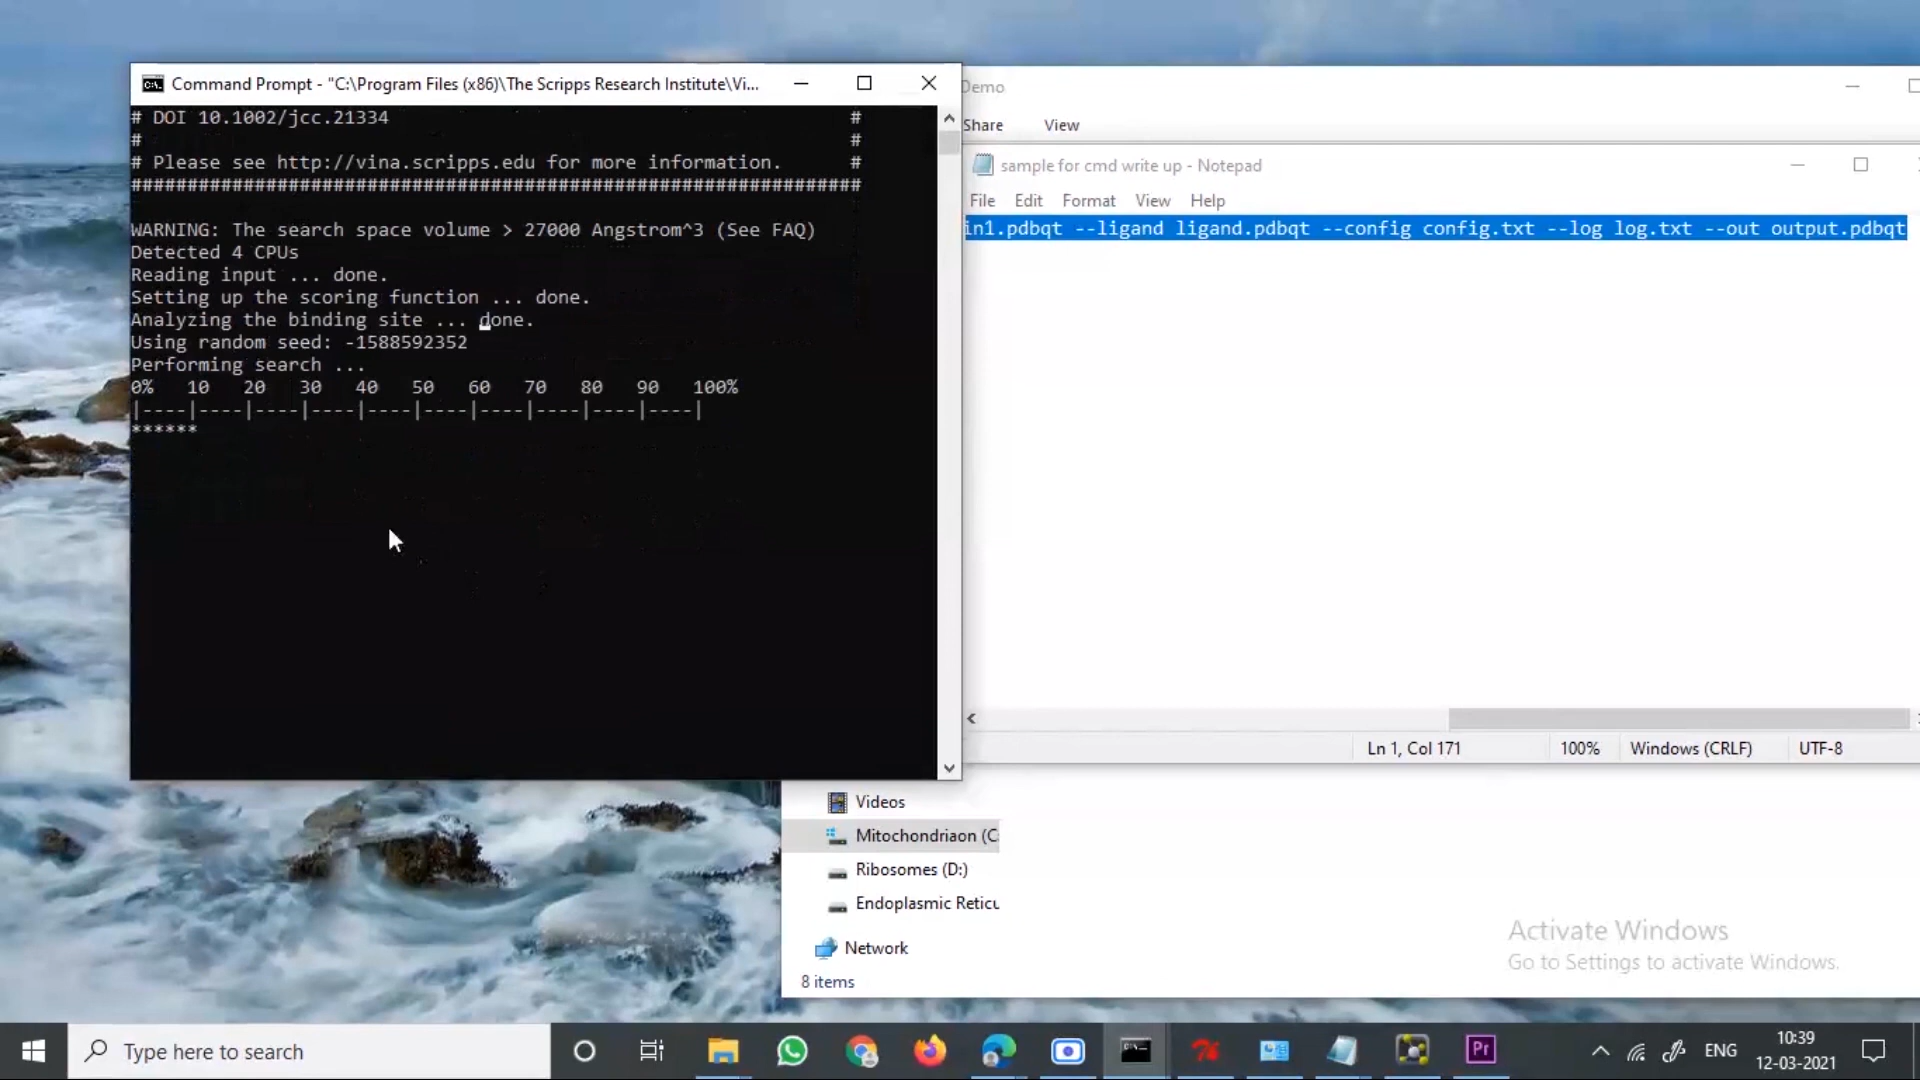 Command Prompt - "C:\Program Files (x86)\The Scripps Research Institute\Vi...
# DOI 10.1002/jcc.21334 #
# #
# Please see http://vina.scripps.edu for more information. #
#################################################################
WARNING: The search space volume > 27000 Angstrom^3 (See FAQ)
Detected 4 CPUs
Reading input ... done.
Setting up the scoring function ... done.
Analyzing the binding site ... done.
Using random seed: -1588592352
Performing search ...
0% 10 20 30 40 50 60 70 80 90 100%
|----|----|----|----|----|----|----|----|----|----|
******
Demo
Share View
sample for cmd write up - Notepad
File Edit Format View Help
in1.pdbqt --ligand ligand.pdbqt --config config.txt --log log.txt --out output.pdbqt
Ln 1, Col 171 100% Windows (CRLF) UTF-8
Videos
Mitochondriaon (C:
Ribosomes (D:)
Endoplasmic Reticu
Network
8 items
Activate Windows
Go to Settings to activate Windows.
Type here to search
Pr
ENG
10:39
12-03-2021